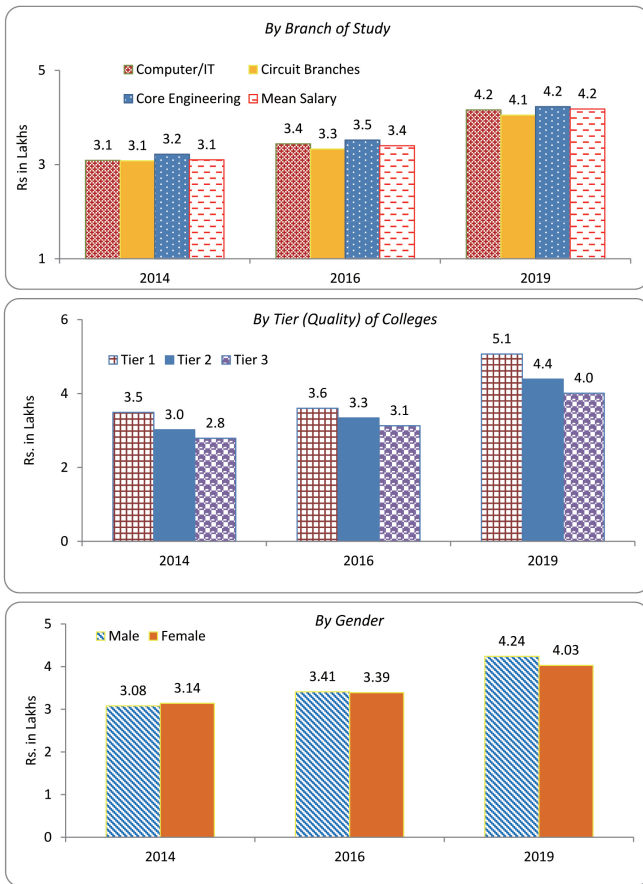 By Branch of Study
Rs in Lakhs
5
3
1
Computer/IT Circuit Branches
Core Engineering Mean Salary
3.1 3.1 3.2 3.1
3.4 3.3 3.5 3.4
4.2 4.1 4.2 4.2
2014 2016 2019
By Tier (Quality) of Colleges
Rs. in Lakhs
6
4
2
0
Tier 1 Tier 2 Tier 3
3.5 3.0 2.8
3.6 3.3 3.1
5.1 4.4 4.0
2014 2016 2019
By Gender
Rs. in Lakhs
5
4
3
2
1
0
Male Female
3.08 3.14
3.41 3.39
4.24 4.03
2014 2016 2019